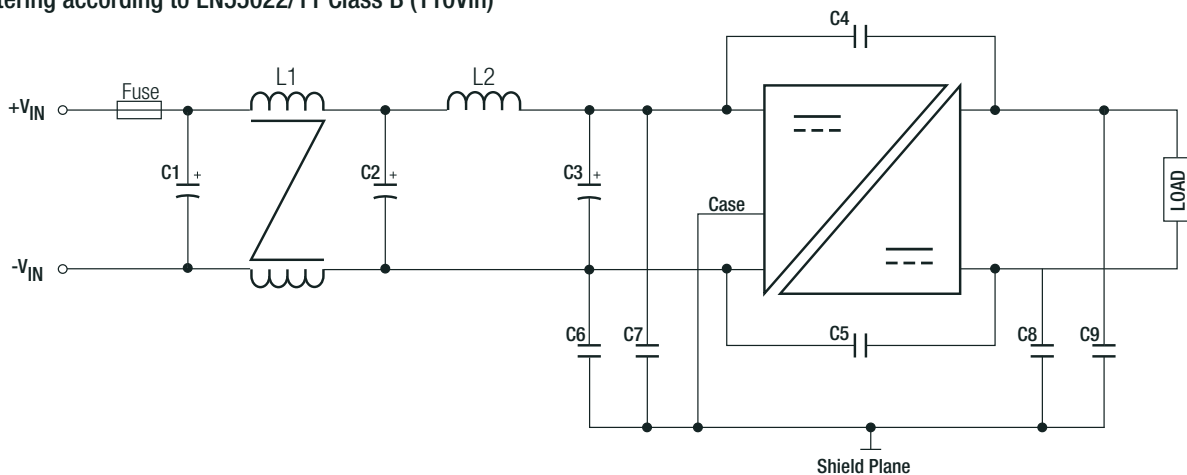 according to EN55022/11 Class B (110Vin)
C4
L1
L2
Fuse
+VIN
C1 +
C2 +
C3 +
Case
LOAD
-VIN
C6
C7
C5
C8
C9
Shield Plane